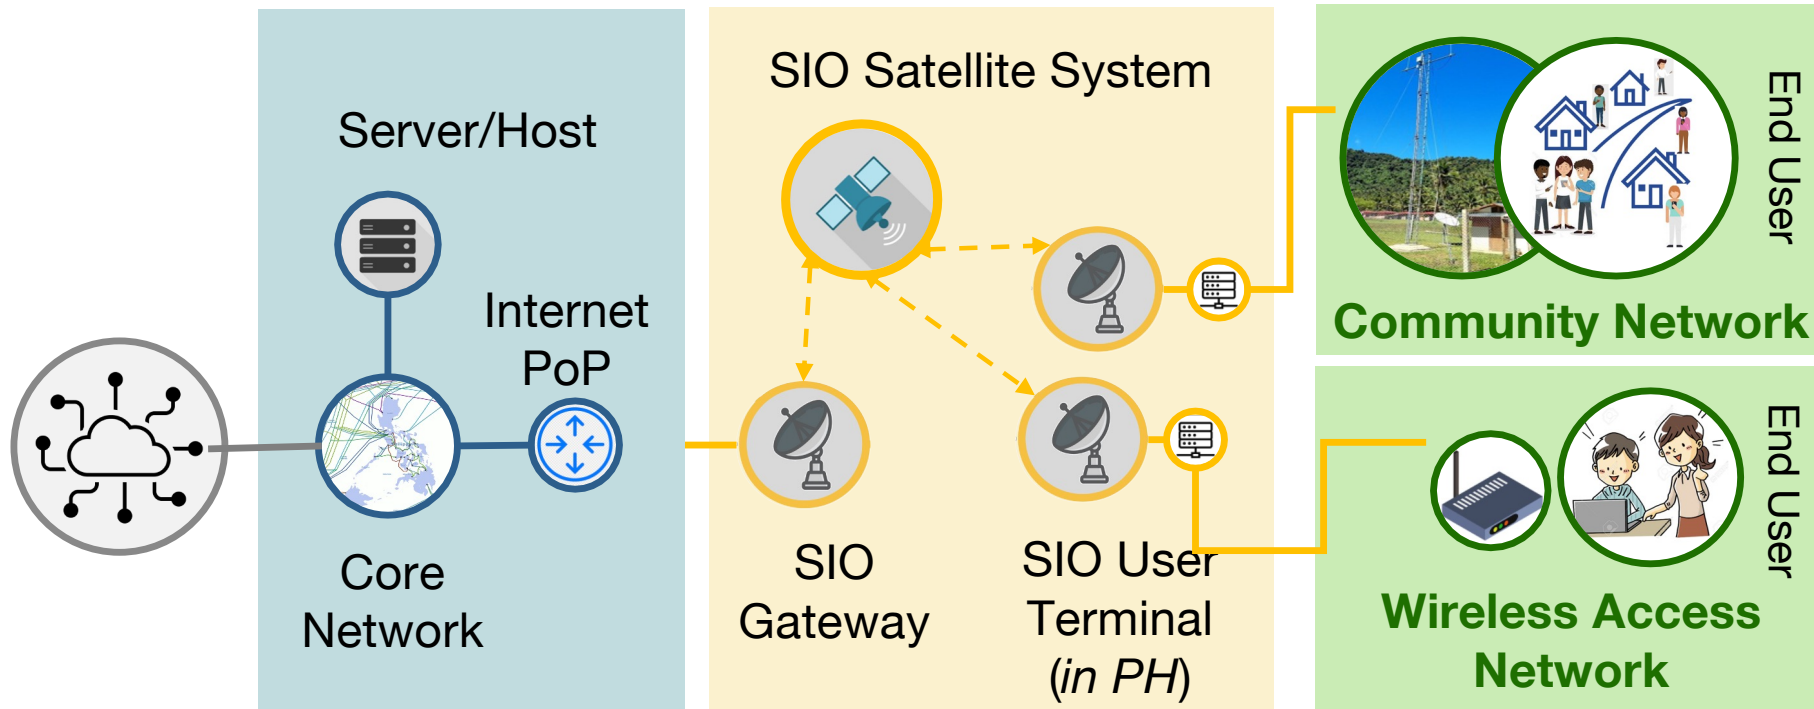 Server/Host
Internet
PoP
Core
Network
SIO Satellite System
SIO
Gateway
SIO User
Terminal
(in PH)
End User
Community Network
End User
Wireless Access
Network